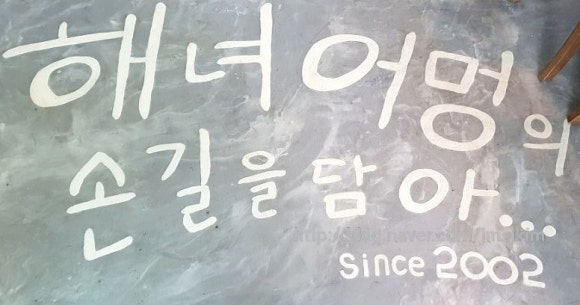 해녀 어멍의
손길을 담아...
since 2002